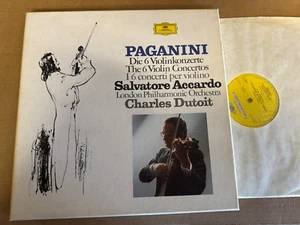 PAGANINI
Die 6 Violinkonzerte
The 6 Violin Concertos
I 6 concerti per violino
Salvatore Accardo
London Philharmonic Orchestra
Charles Dutoit